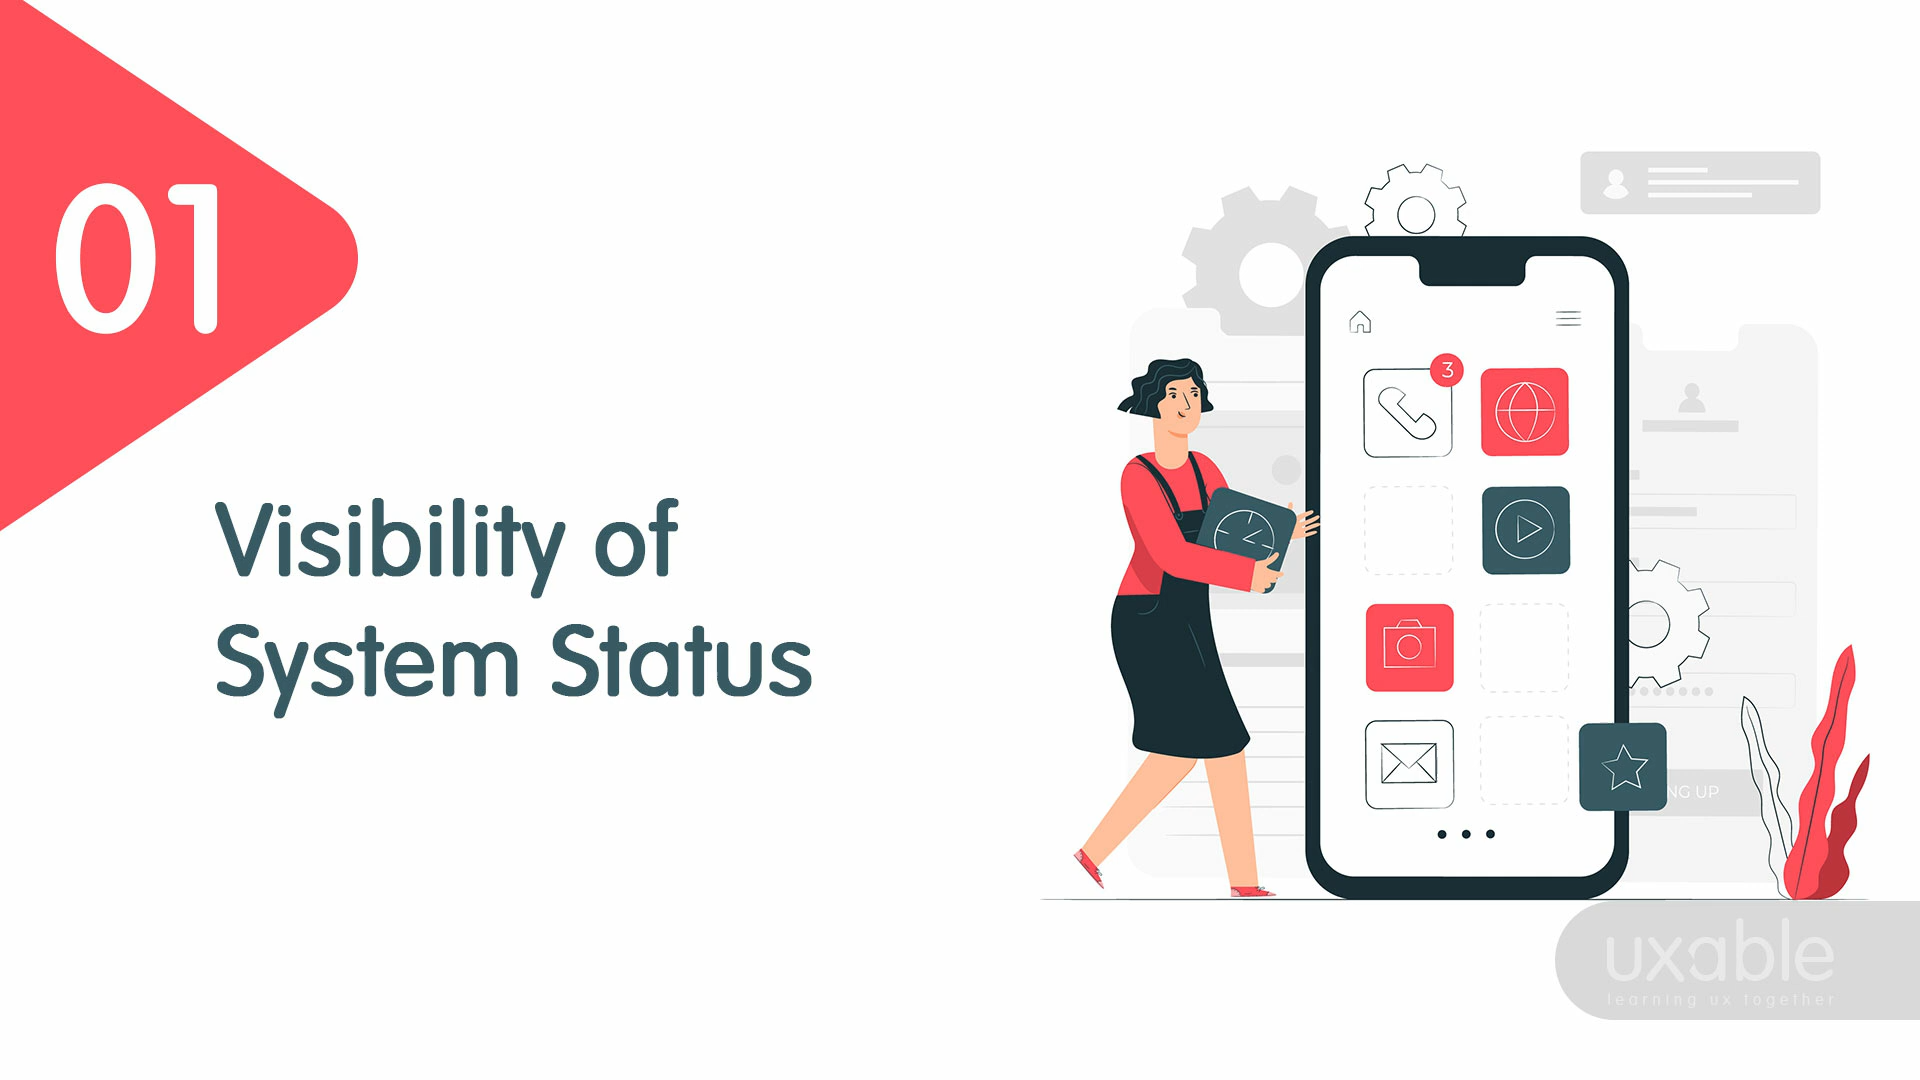 01
Visibility of
System Status
3
NG UP
uxable
learning ux together